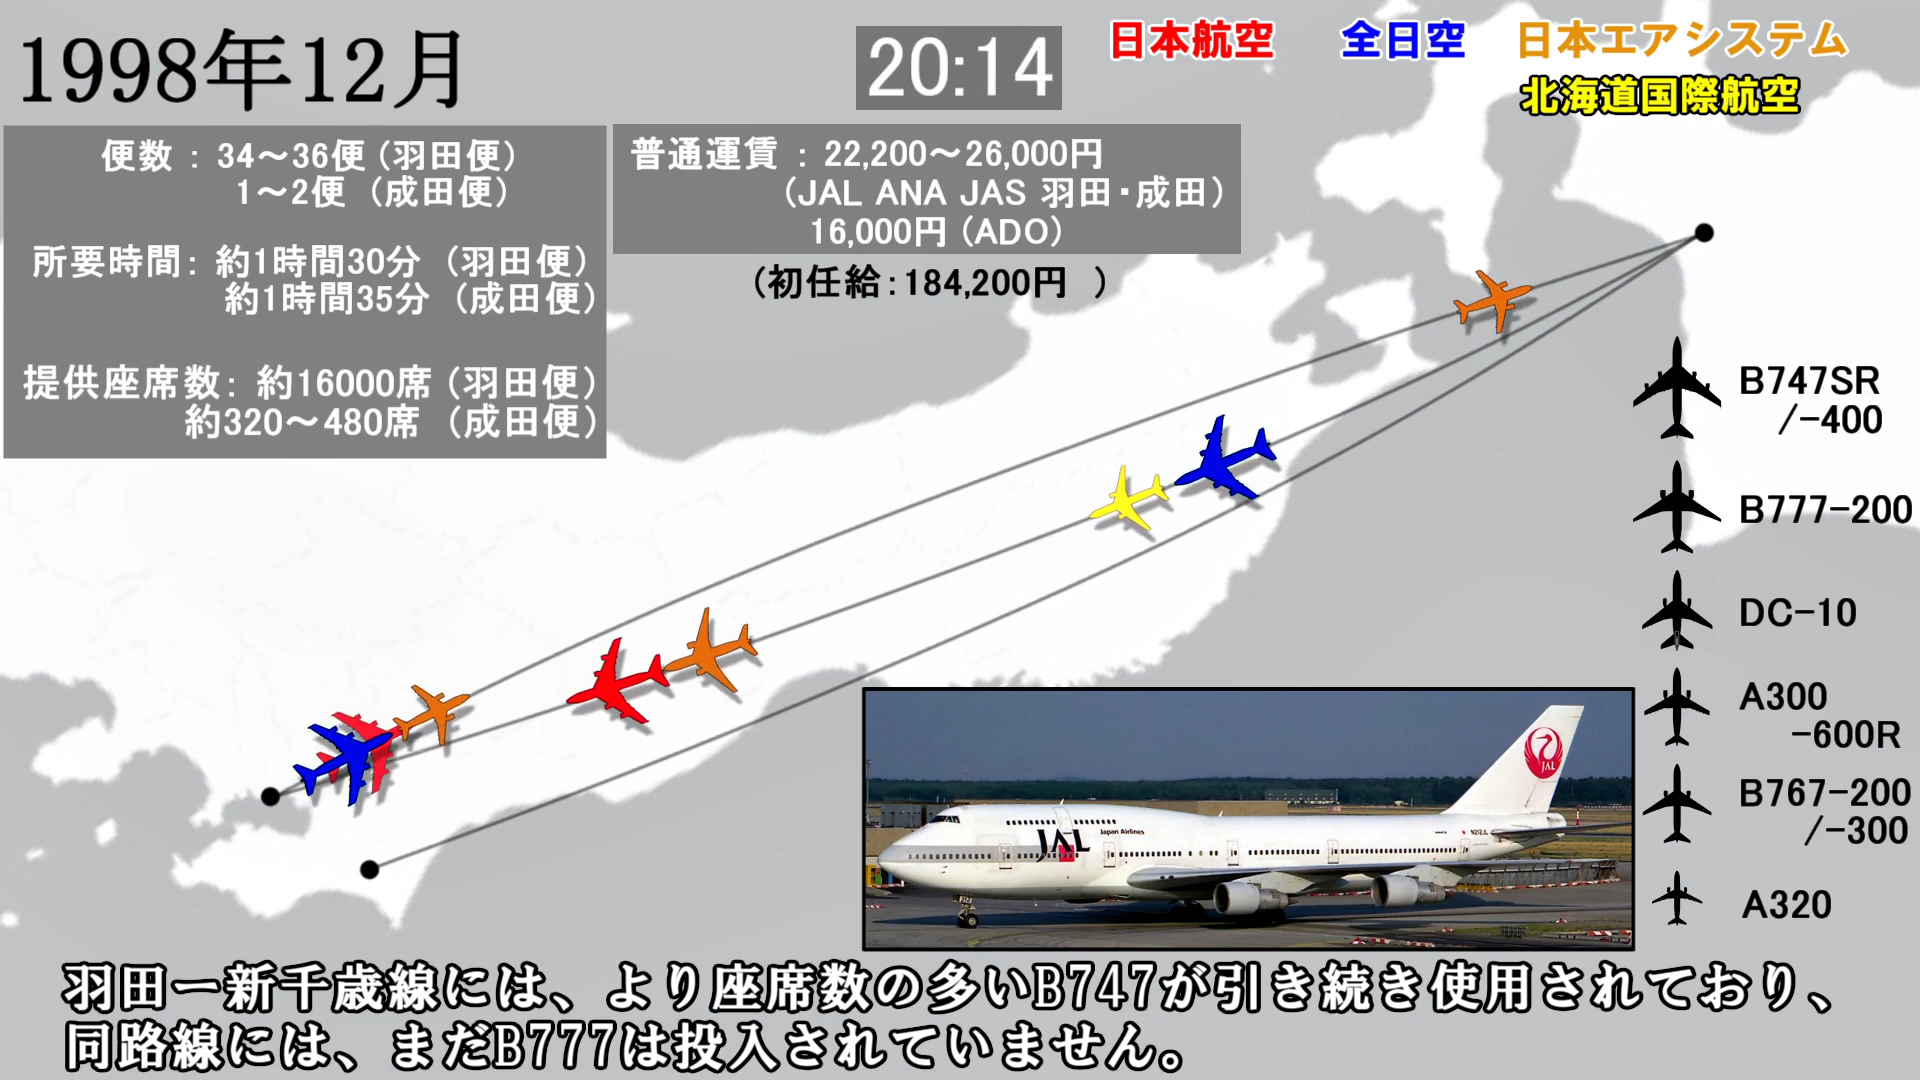 1998年12月
20:14
日本航空 全日空 日本エアシステム
北海道国際航空
便数：34～36便（羽田便）
1～2便（成田便）
所要時間：約1時間30分（羽田便）
約1時間35分（成田便）
提供座席数：約16000席（羽田便）
約320～480席（成田便）
普通運賃：22,200～26,000円
（JAL ANA JAS 羽田・成田）
16,000円（ADO）
（初任給：184,200円 ）
B747SR
/-400
B777-200
DC-10
A300
-600R
B767-200
/-300
A320
JAL
JAL Japan Airlines
羽田ー新千歳線には、より座席数の多いB747が引き続き使用されており、
同路線には、まだB777は投入されていません。